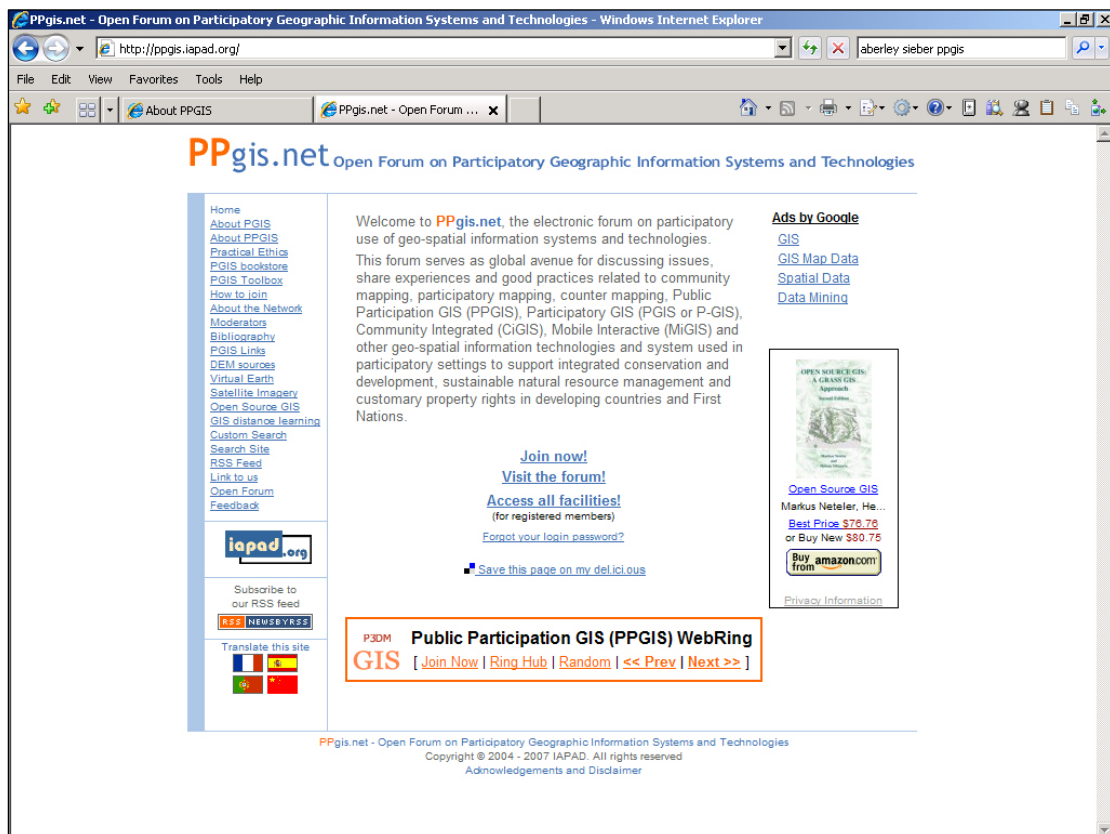 PPgis.net - Open Forum on Participatory Geographic Information Systems and Technologies - Windows Internet Explorer
http://ppgis.iapad.org/
aberley sieber ppgis
File Edit View Favorites Tools Help
About PPGIS
PPgis.net - Open Forum ...
PPgis.net Open Forum on Participatory Geographic Information Systems and Technologies
Home
About PGIS
About PPGIS
Practical Ethics
PGIS bookstore
PGIS Toolbox
How to join
About the Network
Moderators
Bibliography
PGIS Links
DEM sources
Virtual Earth
Satellite Imagery
Open Source GIS
GIS distance learning
Custom Search
Search Site
RSS Feed
Link to us
Open Forum
Feedback
iapad.org
Subscribe to
our RSS feed
RSS NEWSBYRSS
Translate this site
Welcome to PPgis.net, the electronic forum on participatory
use of geo-spatial information systems and technologies.
This forum serves as global avenue for discussing issues,
share experiences and good practices related to community
mapping, participatory mapping, counter mapping, Public
Participation GIS (PPGIS), Participatory GIS (PGIS or P-GIS),
Community Integrated (CiGIS), Mobile Interactive (MiGIS) and
other geo-spatial information technologies and system used in
participatory settings to support integrated conservation and
development, sustainable natural resource management and
customary property rights in developing countries and First
Nations.
Join now!
Visit the forum!
Access all facilities!
(for registered members)
Forgot your login password?
Save this page on my del.ici.ous
Ads by Google
GIS
GIS Map Data
Spatial Data
Data Mining
OPEN SOURCE GIS:
A GRASS GIS
Approach
Second Edition
Open Source GIS
Markus Neteler, He...
Best Price $76.76
or Buy New $80.75
Buy from amazon.com
Privacy Information
P3DM
GIS
Public Participation GIS (PPGIS) WebRing
[ Join Now | Ring Hub | Random | << Prev | Next >> ]
PPgis.net - Open Forum on Participatory Geographic Information Systems and Technologies
Copyright © 2004 - 2007 IAPAD. All rights reserved
Acknowledgements and Disclaimer